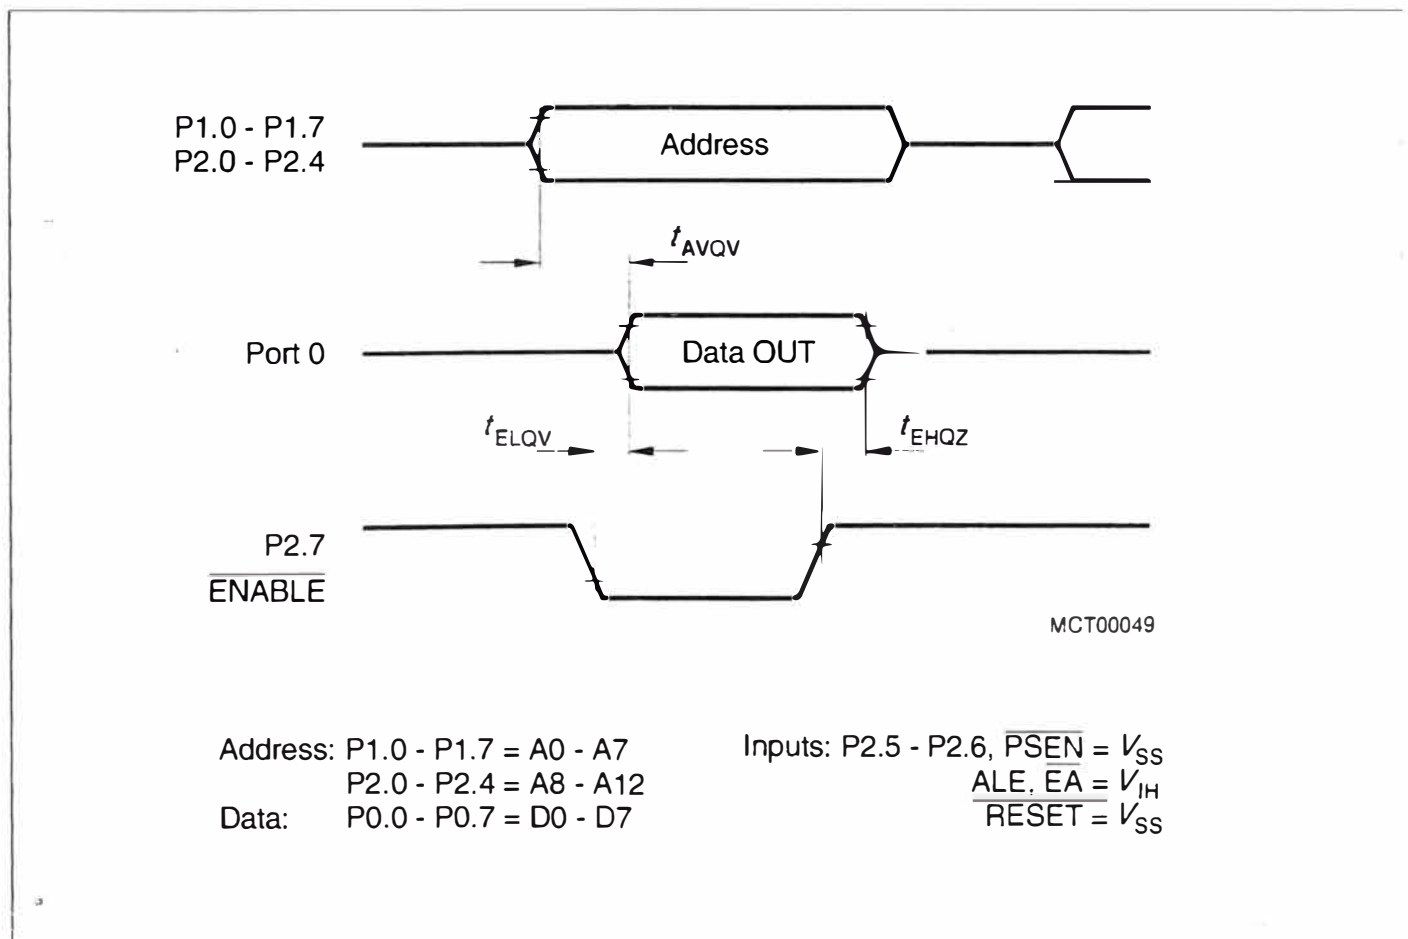 P1.0 - P1.7
P2.0 - P2.4
Address
tAVQV
Port 0
Data OUT
tELQV
tEHQZ
P2.7
ENABLE
MCT00049
Address: P1.0 - P1.7 = A0 - A7
P2.0 - P2.4 = A8 - A12
Data: P0.0 - P0.7 = D0 - D7
Inputs: P2.5 - P2.6, PSEN = VSS
ALE, EA = VIH
RESET = VSS